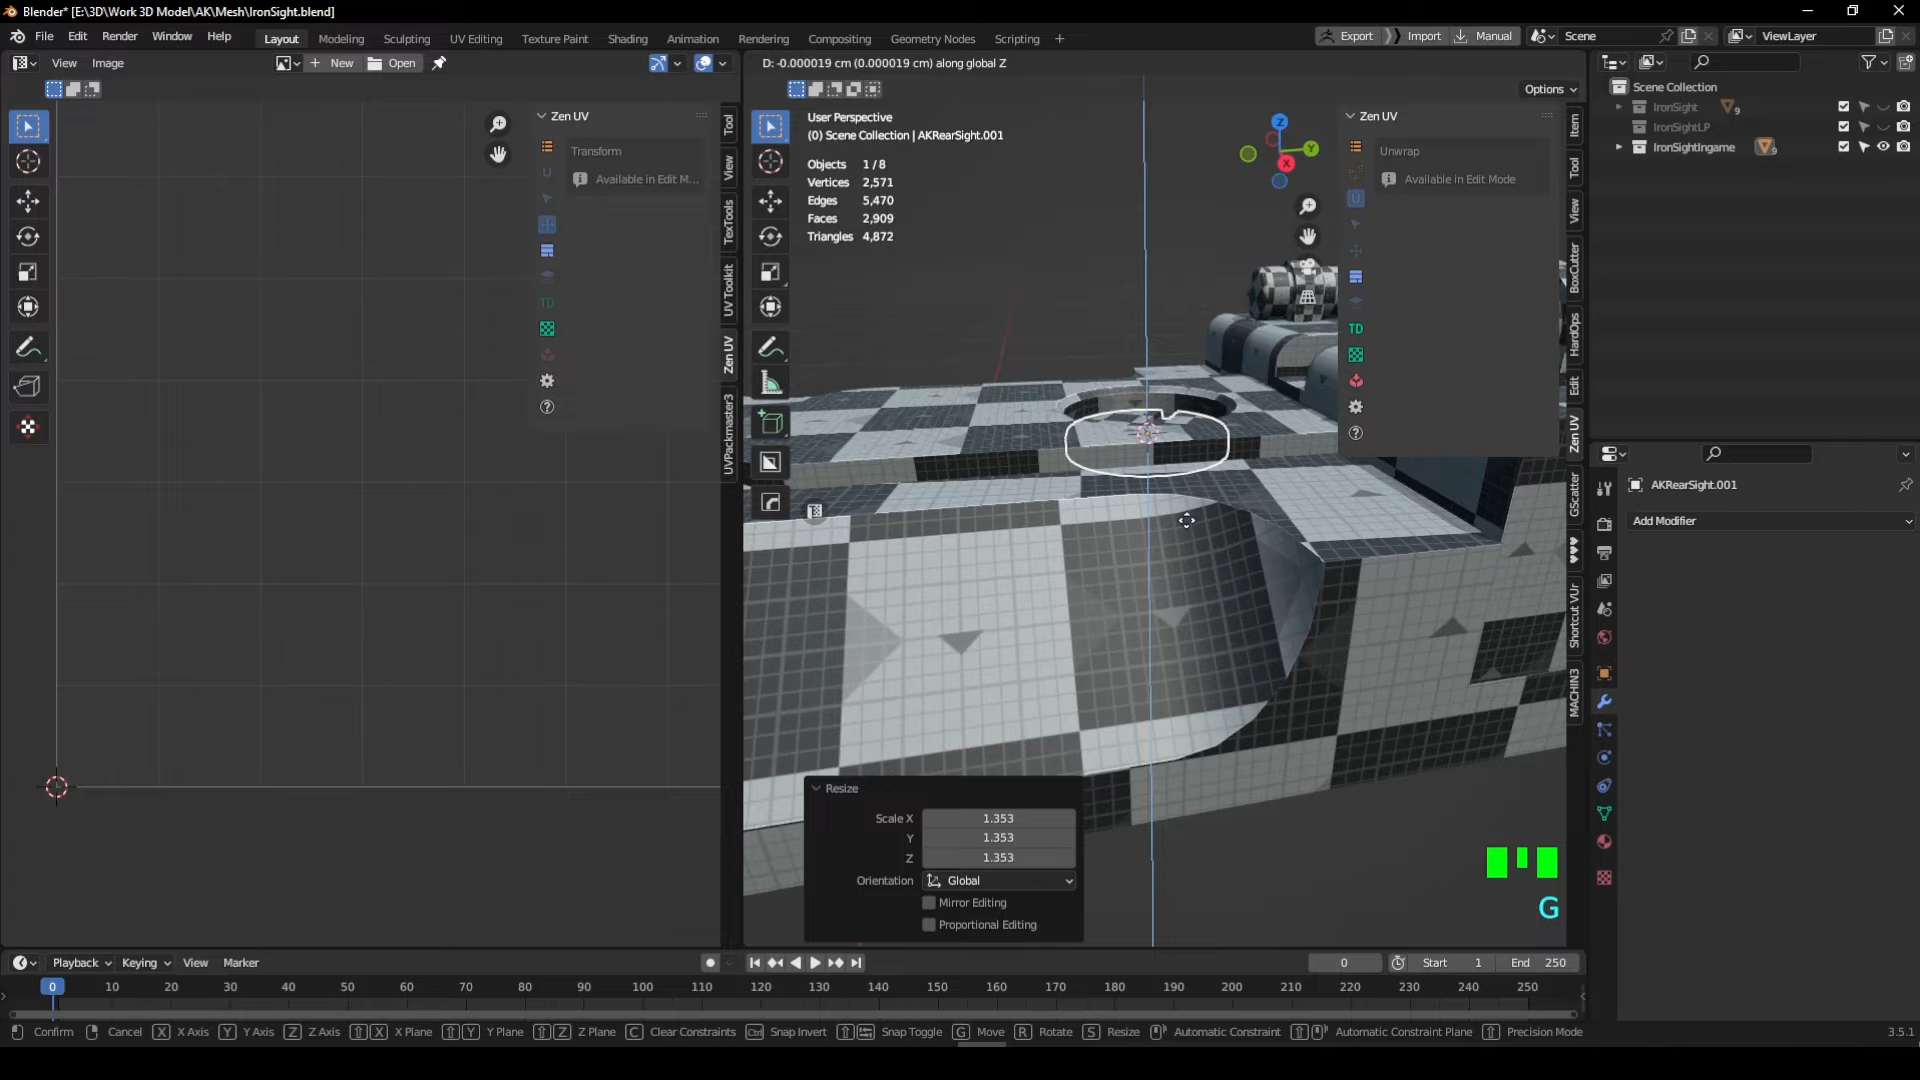 Blender* [E:\3D\Work 3D Model\AK\Mesh\IronSight.blend]
File Edit Render Window Help Layout Modeling Sculpting UV Editing Texture Paint Shading Animation Rendering Compositing Geometry Nodes Scripting + Export Import Manual Scene ViewLayer
View Image New Open D: -0.000019 cm (0.000019 cm) along global Z
Options
Scene Collection
IronSight 9
IronSightLP
IronSightIngame 9
Zen UV
Transform
Available in Edit M...
TD
Tool
View
TexTools
UV Toolkit
Zen UV
UVPackmaster3
User Perspective
(0) Scene Collection | AKRearSight.001
Objects 1 / 8
Vertices 2,571
Edges 5,470
Faces 2,909
Triangles 4,872
Z
Y
X
Zen UV
Unwrap
Available in Edit Mode
TD
Item
Tool
View
BoxCutter
HardOps
Edit
Zen UV
GScatter
Shortcut VUr
MACHIN3
AKRearSight.001
Add Modifier
Resize
Scale X 1.353
Y 1.353
Z 1.353
Orientation Global
Mirror Editing
Proportional Editing
G
Playback Keying View Marker 0 Start 1 End 250
0 10 20 30 40 50 60 70 80 90 100 110 120 130 140 150 160 170 180 190 200 210 220 230 240 250
Confirm Cancel X X Axis Y Y Axis Z Z Axis X X Plane Y Y Plane Z Z Plane C Clear Constraints Ctrl Snap Invert Snap Toggle G Move R Rotate S Resize Automatic Constraint Automatic Constraint Plane Precision Mode 3.5.1